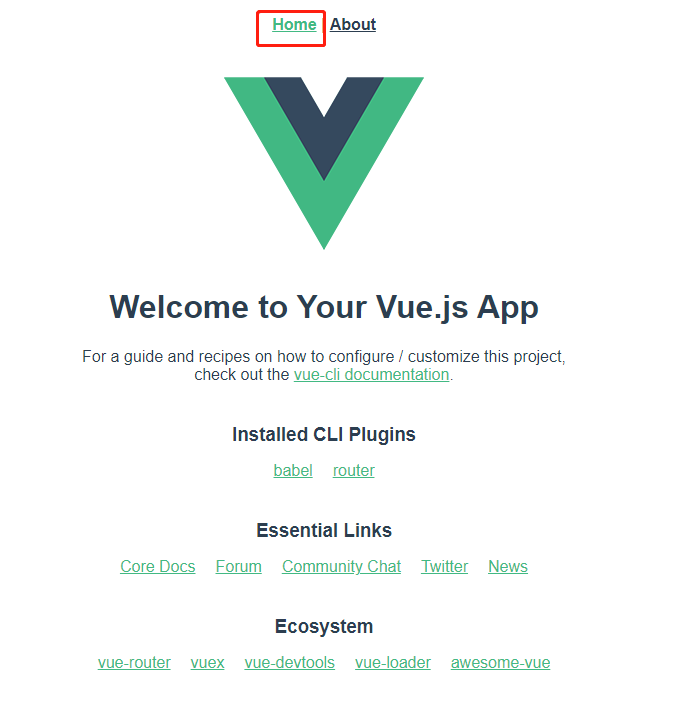 Home | About
Welcome to Your Vue.js App
For a guide and recipes on how to configure / customize this project,
check out the vue-cli documentation.
Installed CLI Plugins
babel router
Essential Links
Core Docs Forum Community Chat Twitter News
Ecosystem
vue-router vuex vue-devtools vue-loader awesome-vue